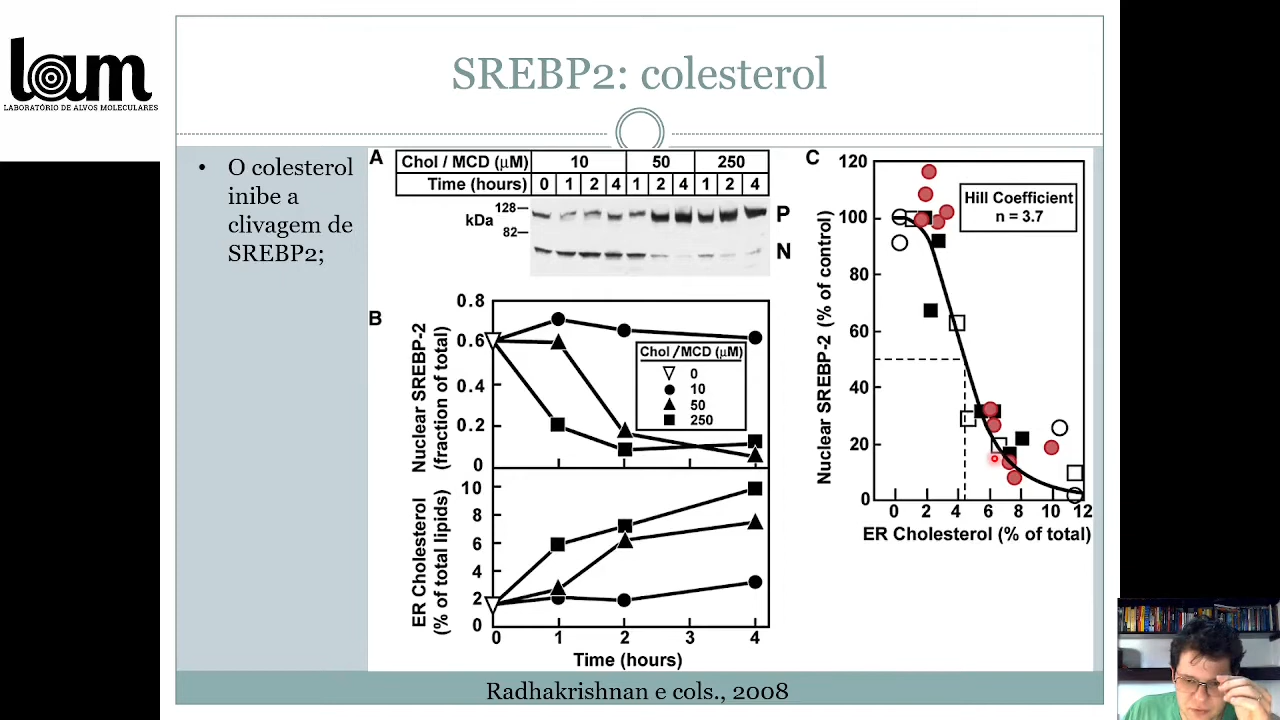 lam
LABORATÓRIO DE ALVOS MOLECULARES
SREBP2: colesterol
• O colesterol
inibe a
clivagem de
SREBP2;
A
Chol / MCD (μM) 10 50 250
Time (hours) 0 1 2 4 1 2 4 1 2 4
128
kDa
82
P
N
B
Nuclear SREBP-2
(fraction of total)
0.8
0.6
0.4
0.2
0
Chol /MCD (μM)
0
10
50
250
ER Cholesterol
(% of total lipids)
10
8
6
4
2
0
0 1 2 3 4
Time (hours)
C
Nuclear SREBP-2 (% of control)
120
100
80
60
40
20
0
Hill Coefficient
n = 3.7
0 2 4 6 8 10 12
ER Cholesterol (% of total)
Radhakrishnan e cols., 2008